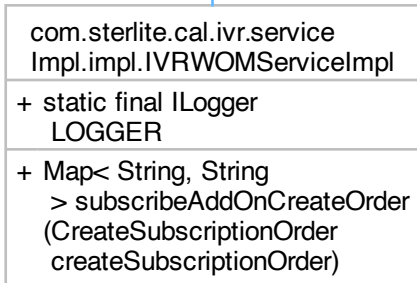 com.sterlite.cal.ivr.service
Impl.impl.IVRWOMServiceImpl
+ static final ILogger
LOGGER
+ Map< String, String
> subscribeAddOnCreateOrder
(CreateSubscriptionOrder
createSubscriptionOrder)